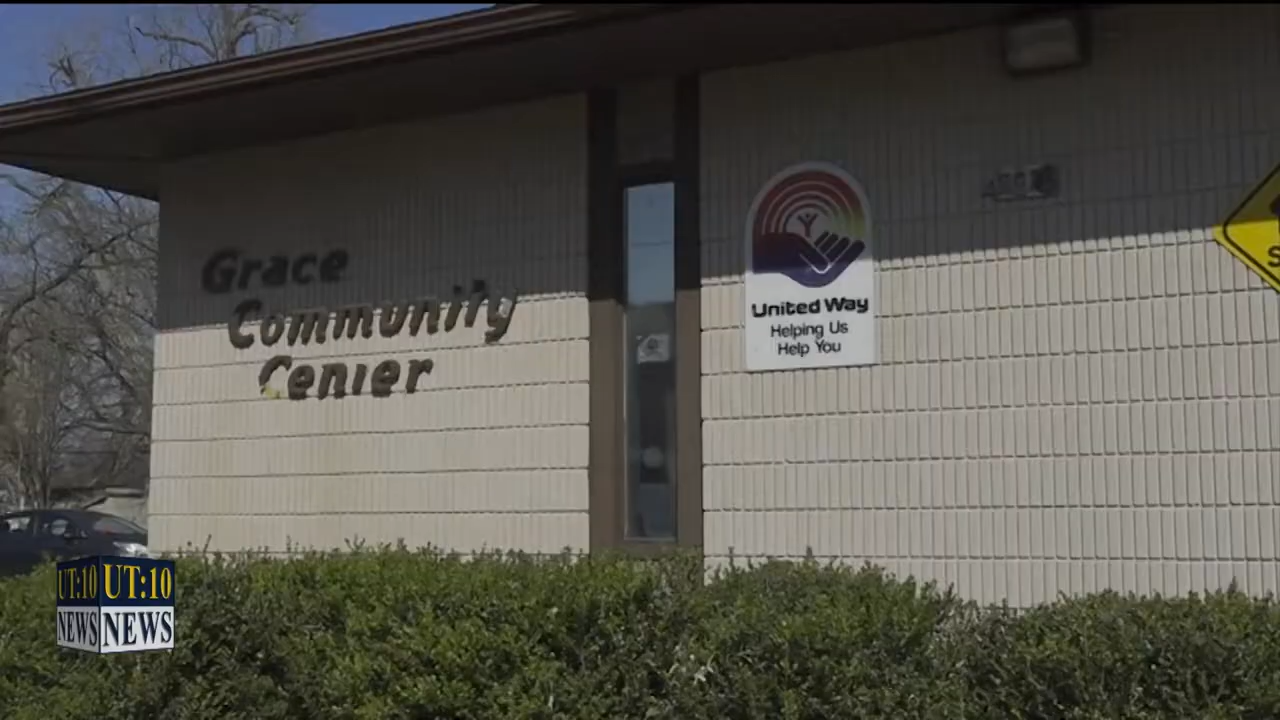 Grace
Community
Center
United Way
Helping Us
Help You
UT:10 UT:10
NEWS NEWS